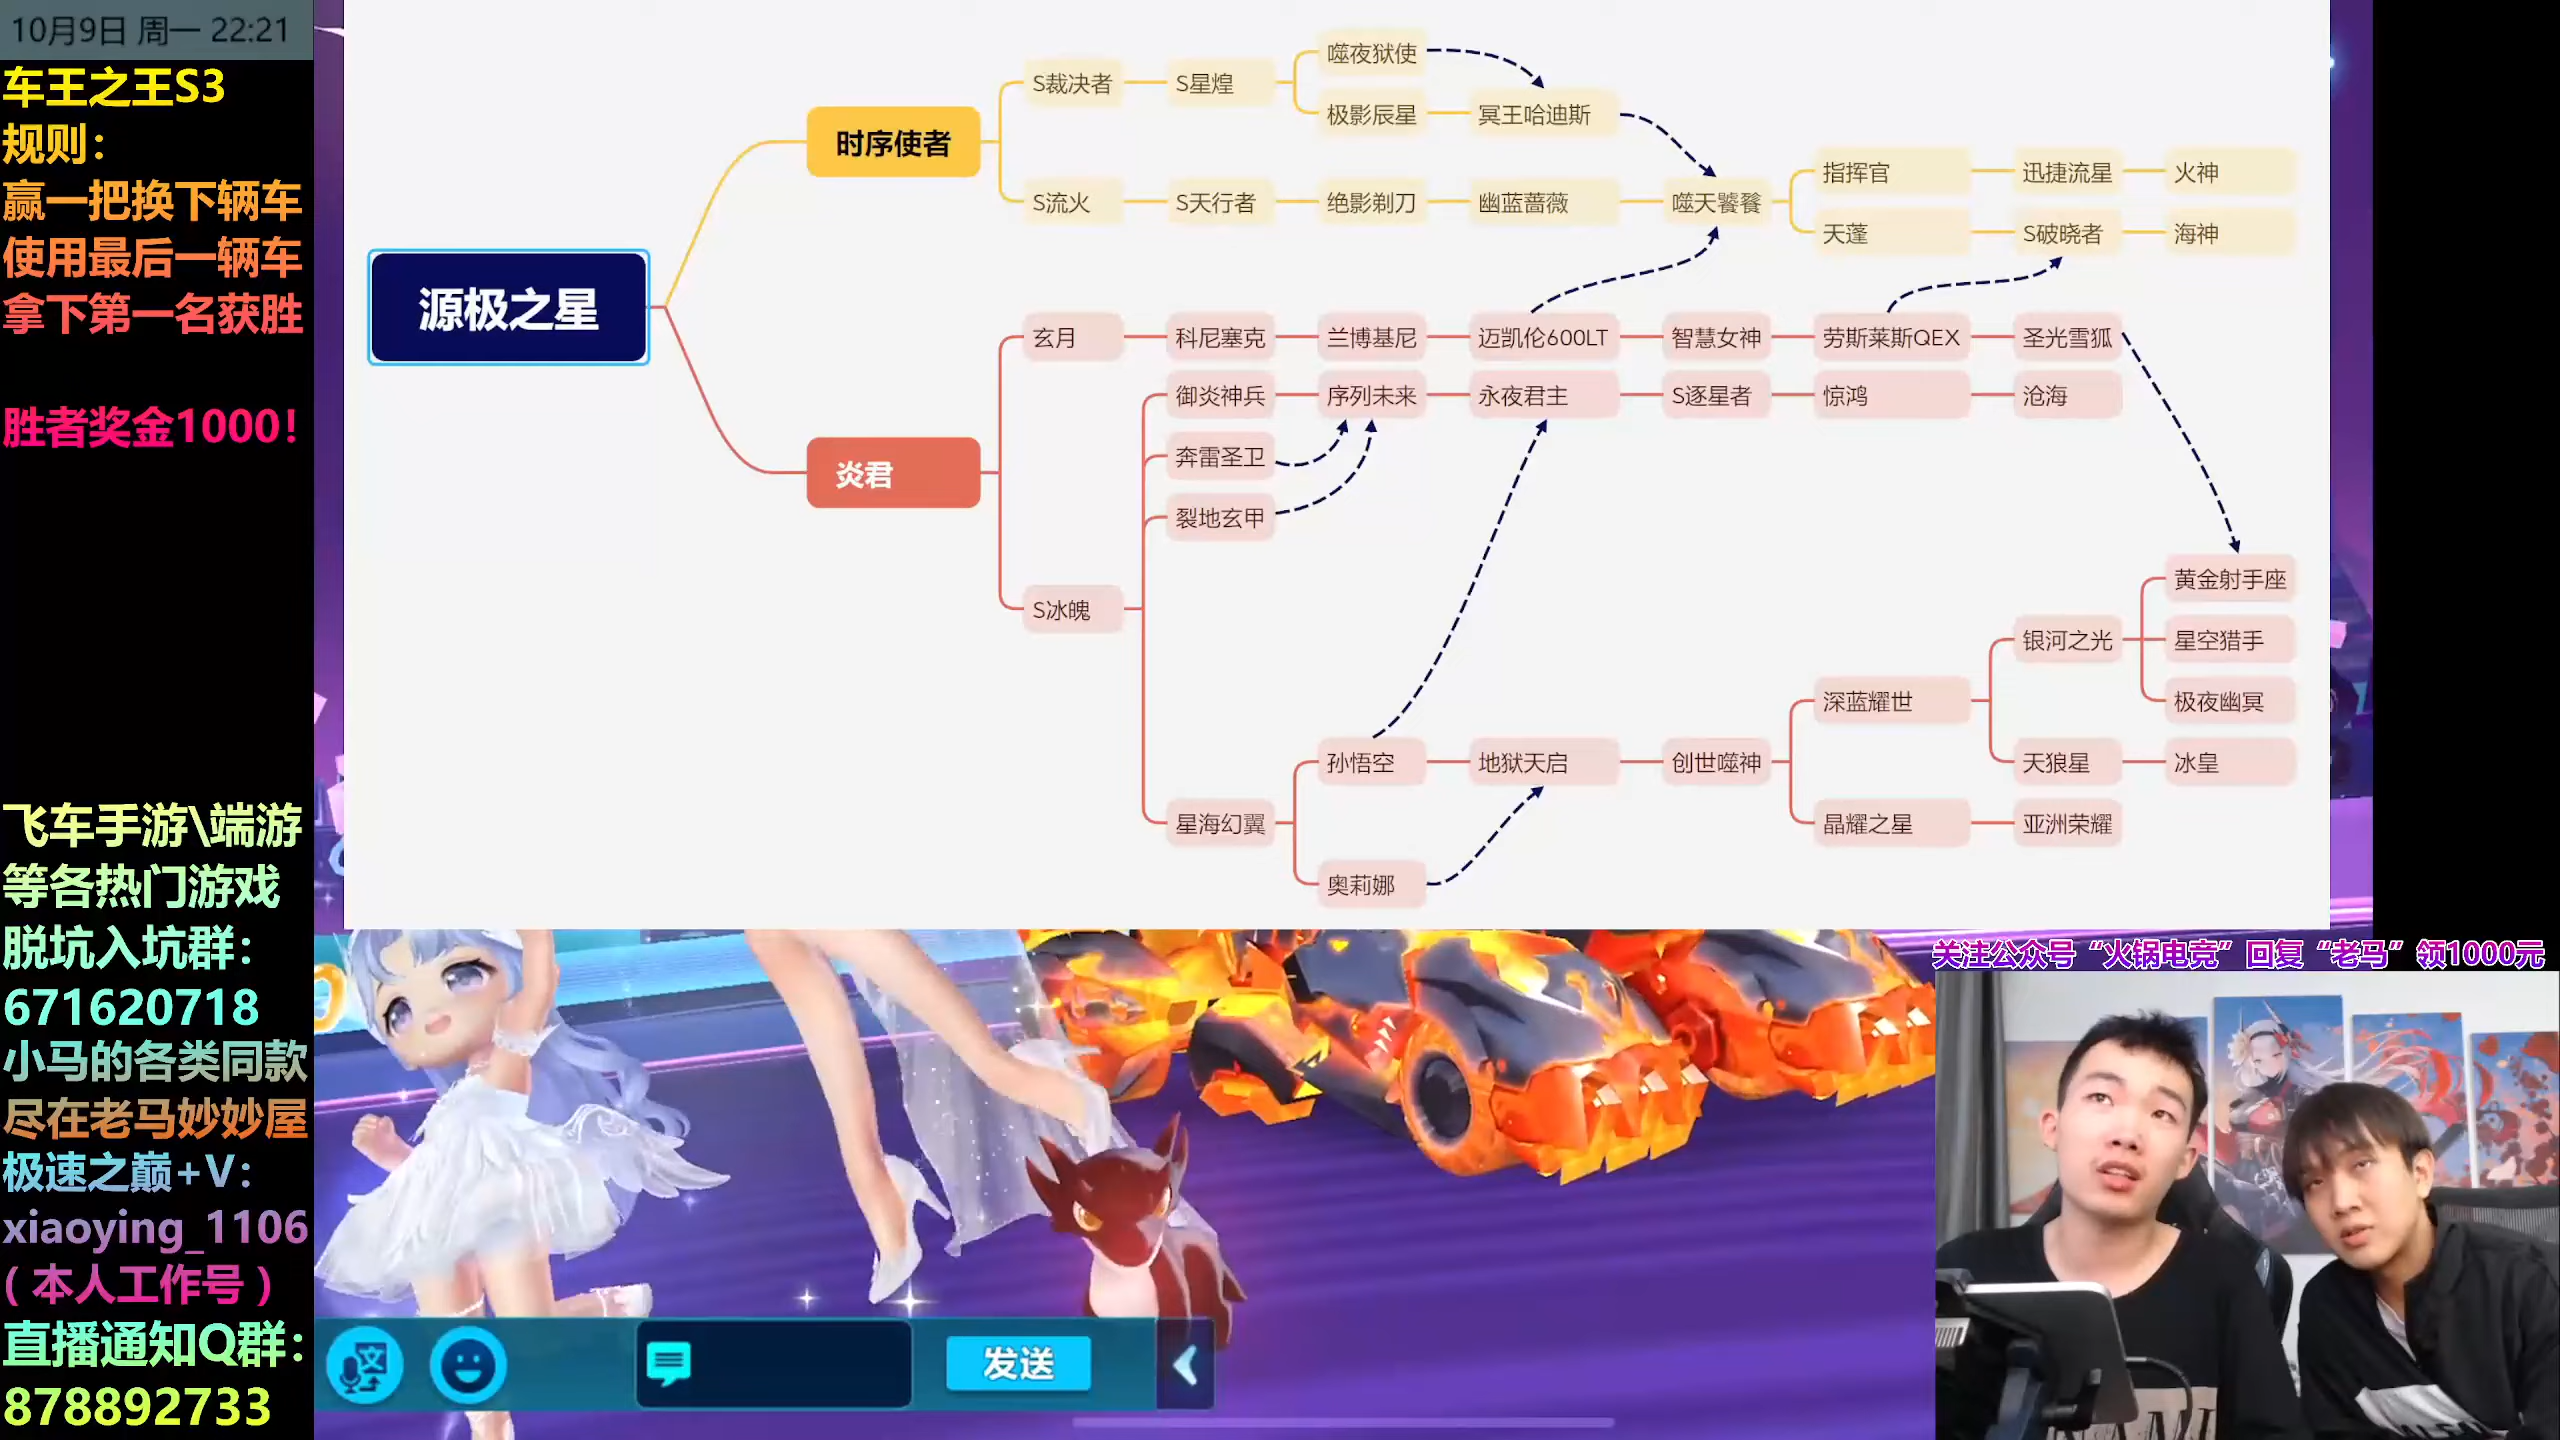 10月9日 周一 22:21
车王之王S3
规则：
赢一把换下辆车
使用最后一辆车
拿下第一名获胜
胜者奖金1000！
飞车手游\端游
等各热门游戏
脱坑入坑群：
671620718
小马的各类同款
尽在老马妙妙屋
极速之巅+V：
xiaoying_1106
（本人工作号）
直播通知Q群：
878892733
源极之星
时序使者
S裁决者
S星煌
噬夜狱使
极影辰星
冥王哈迪斯
S流火
S天行者
绝影剃刀
幽蓝蔷薇
噬天饕餮
指挥官
迅捷流星
火神
天蓬
S破晓者
海神
炎君
玄月
科尼塞克
兰博基尼
迈凯伦600LT
智慧女神
劳斯莱斯QEX
圣光雪狐
S冰魄
御炎神兵
序列未来
永夜君主
S逐星者
惊鸿
沧海
奔雷圣卫
裂地玄甲
星海幻翼
孙悟空
地狱天启
创世噬神
深蓝耀世
银河之光
黄金射手座
星空猎手
极夜幽冥
天狼星
冰皇
晶耀之星
亚洲荣耀
奥莉娜
关注公众号“火锅电竞”回复“老马”领1000元
文
发送